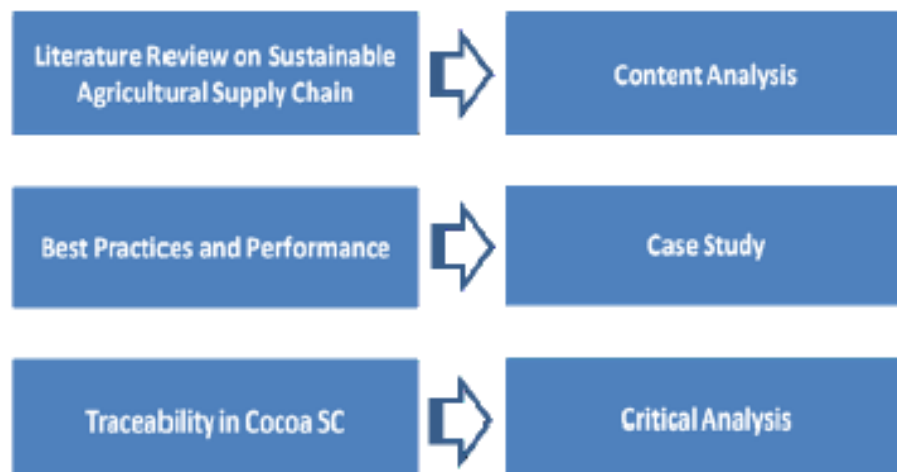 Literature Review on Sustainable
Agricultural Supply Chain
Content Analysis
Best Practices and Performance
Case Study
Traceability in Cocoa SC
Critical Analysis